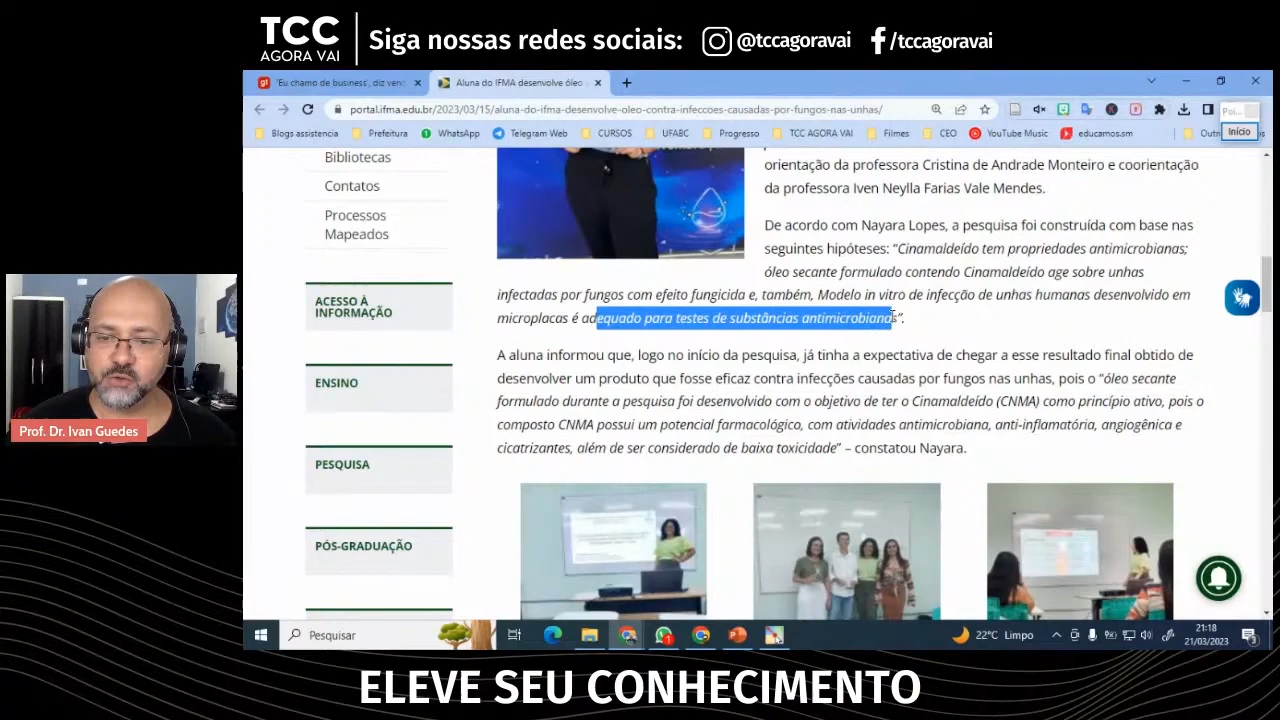 TCC
AGORA VAI
Siga nossas redes sociais:
@tccagoravai
/tccagoravai
'Eu chamo de business', diz vend
Aluna do IFMA desenvolve óleo
portal.ifma.edu.br/2023/03/15/aluna-do-ifma-desenvolve-oleo-contra-infeccoes-causadas-por-fungos-nas-unhas/
Poi...
Início
Blogs assistencia
Prefeitura
WhatsApp
Telegram Web
CURSOS
UFABC
Progresso
TCC AGORA VAI
Filmes
CEO
YouTube Music
educamos.sm
Bibliotecas
Contatos
Processos
Mapeados
ACESSO À
INFORMAÇÃO
ENSINO
PESQUISA
PÓS-GRADUAÇÃO
orientação da professora Cristina de Andrade Monteiro e coorientação
da professora Iven Neylla Farias Vale Mendes.
De acordo com Nayara Lopes, a pesquisa foi construída com base nas
seguintes hipóteses: “Cinamaldeído tem propriedades antimicrobianas;
óleo secante formulado contendo Cinamaldeído age sobre unhas
infectadas por fungos com efeito fungicida e, também, Modelo in vitro de infecção de unhas humanas desenvolvido em
microplacas é adequado para testes de substâncias antimicrobianas”.
A aluna informou que, logo no início da pesquisa, já tinha a expectativa de chegar a esse resultado final obtido de
desenvolver um produto que fosse eficaz contra infecções causadas por fungos nas unhas, pois o “óleo secante
formulado durante a pesquisa foi desenvolvido com o objetivo de ter o Cinamaldeído (CNMA) como princípio ativo, pois o
composto CNMA possui um potencial farmacológico, com atividades antimicrobiana, anti-inflamatória, angiogênica e
cicatrizantes, além de ser considerado de baixa toxicidade” – constatou Nayara.
Prof. Dr. Ivan Guedes
Pesquisar
22°C Limpo
21:18
21/03/2023
ELEVE SEU CONHECIMENTO